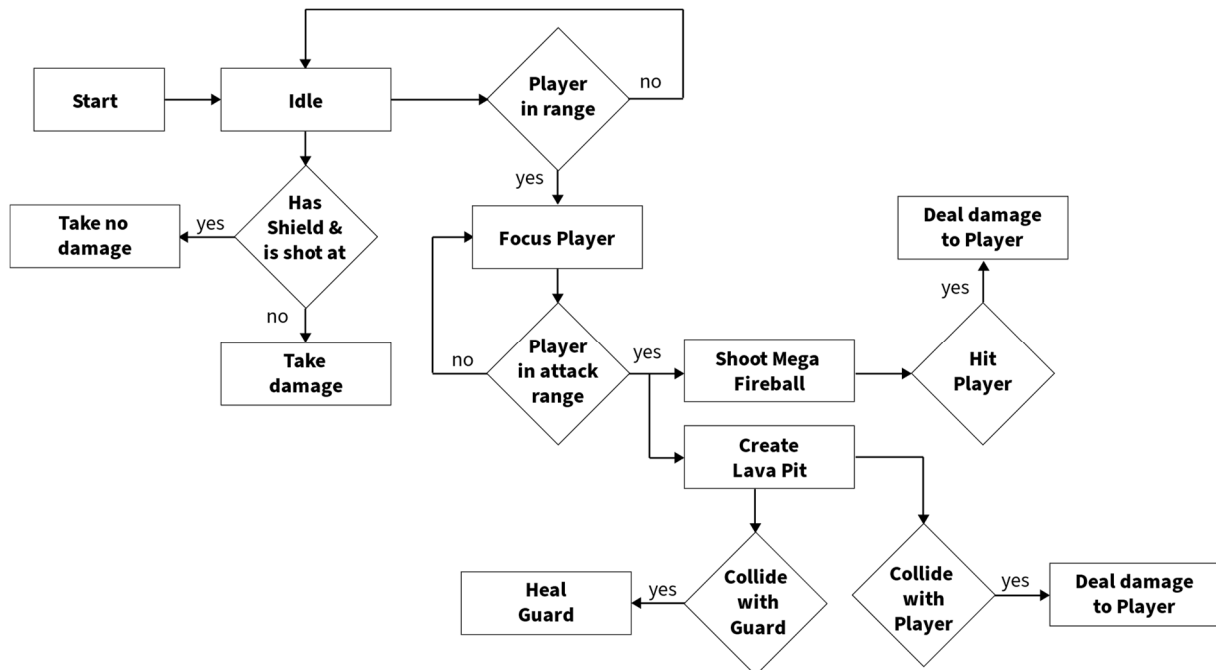 Start
Idle
Player
in range
no
yes
Has
Shield &
is shot at
yes
Take no
damage
no
Take
damage
Focus Player
Player
in attack
range
no
yes
Shoot Mega
Fireball
Hit
Player
yes
Deal damage
to Player
Create
Lava Pit
Collide
with
Guard
yes
Heal
Guard
Collide
with
Player
yes
Deal damage
to Player